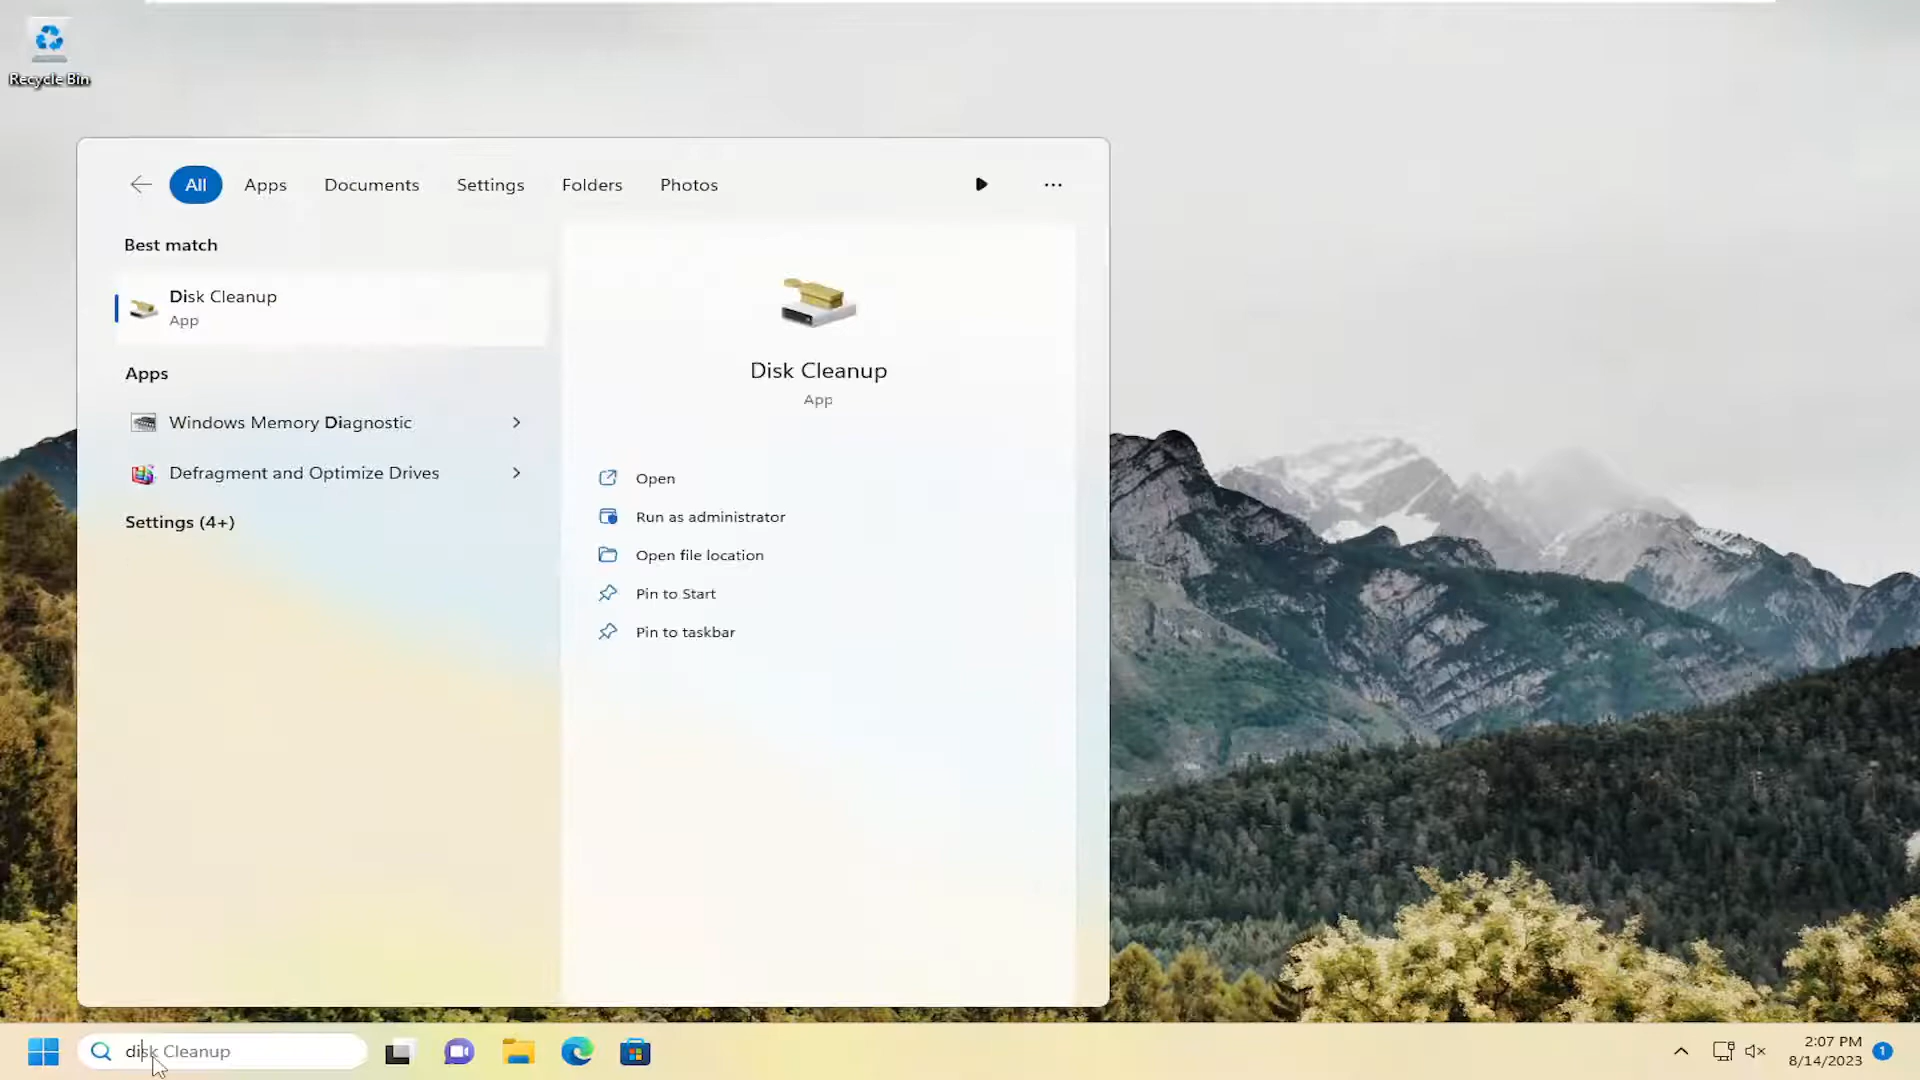 Recycle Bin
All Apps Documents Settings Folders Photos
Best match
Disk Cleanup
App
Apps
Windows Memory Diagnostic
Defragment and Optimize Drives
Settings (4+)
Disk Cleanup
App
Open
Run as administrator
Open file location
Pin to Start
Pin to taskbar
disk Cleanup
2:07 PM
8/14/2023
1